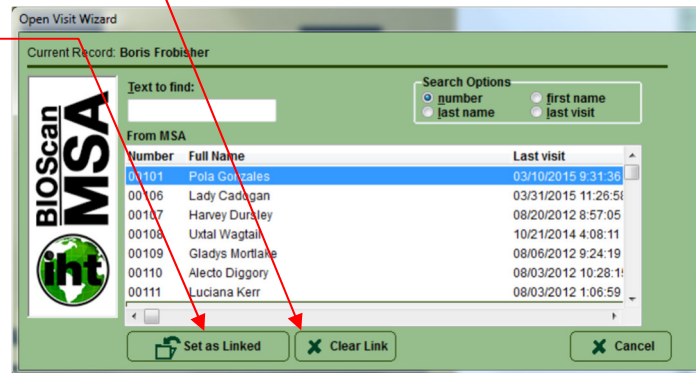 Open Visit Wizard
Current Record: Boris Frobisher
BIOScan
MSA
iht
Text to find:
Search Options
number
first name
last name
last visit
From MSA
Number Full Name Last visit
00101 Pola Gonzales 03/10/2015 9:31:36
00106 Lady Cadogan 03/31/2015 11:26:58
00107 Harvey Dursley 08/20/2012 8:57:05
00108 Uxtal Wagtail 10/21/2014 4:08:11
00109 Gladys Mortlake 08/06/2012 9:24:19
00110 Alecto Diggory 08/03/2012 10:28:1
00111 Luciana Kerr 08/03/2012 1:06:59
Set as Linked
Clear Link
Cancel